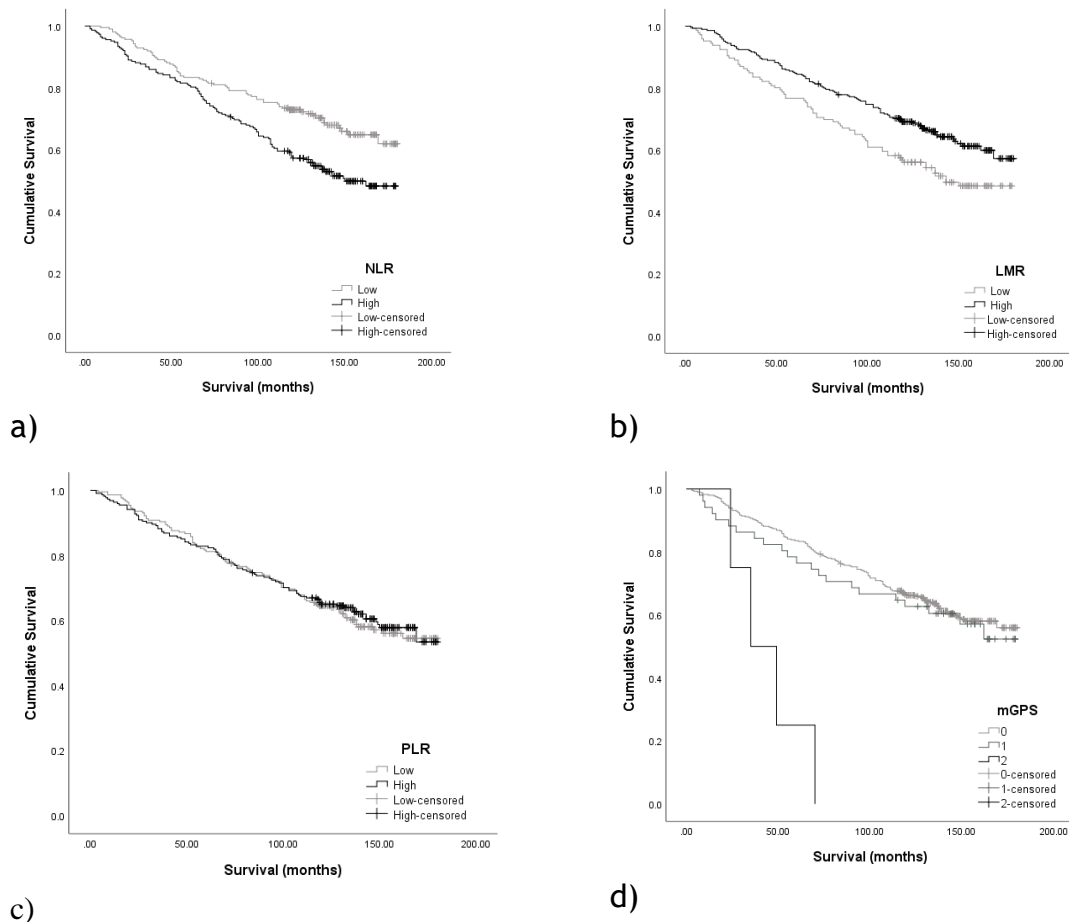 1.0
0.8
0.6
0.4
0.2
0.0
Cumulative Survival
NLR
Low
High
Low-censored
High-censored
.00 50.00 100.00 150.00 200.00
Survival (months)
a)
1.0
0.8
0.6
0.4
0.2
0.0
Cumulative Survival
LMR
Low
High
Low-censored
High-censored
.00 50.00 100.00 150.00 200.00
Survival (months)
b)
1.0
0.8
0.6
0.4
0.2
0.0
Cumulative Survival
PLR
Low
High
Low-censored
High-censored
.00 50.00 100.00 150.00 200.00
Survival (months)
c)
1.0
0.8
0.6
0.4
0.2
0.0
Cumulative Survival
mGPS
0
1
2
0-censored
1-censored
2-censored
.00 50.00 100.00 150.00 200.00
Survival (months)
d)